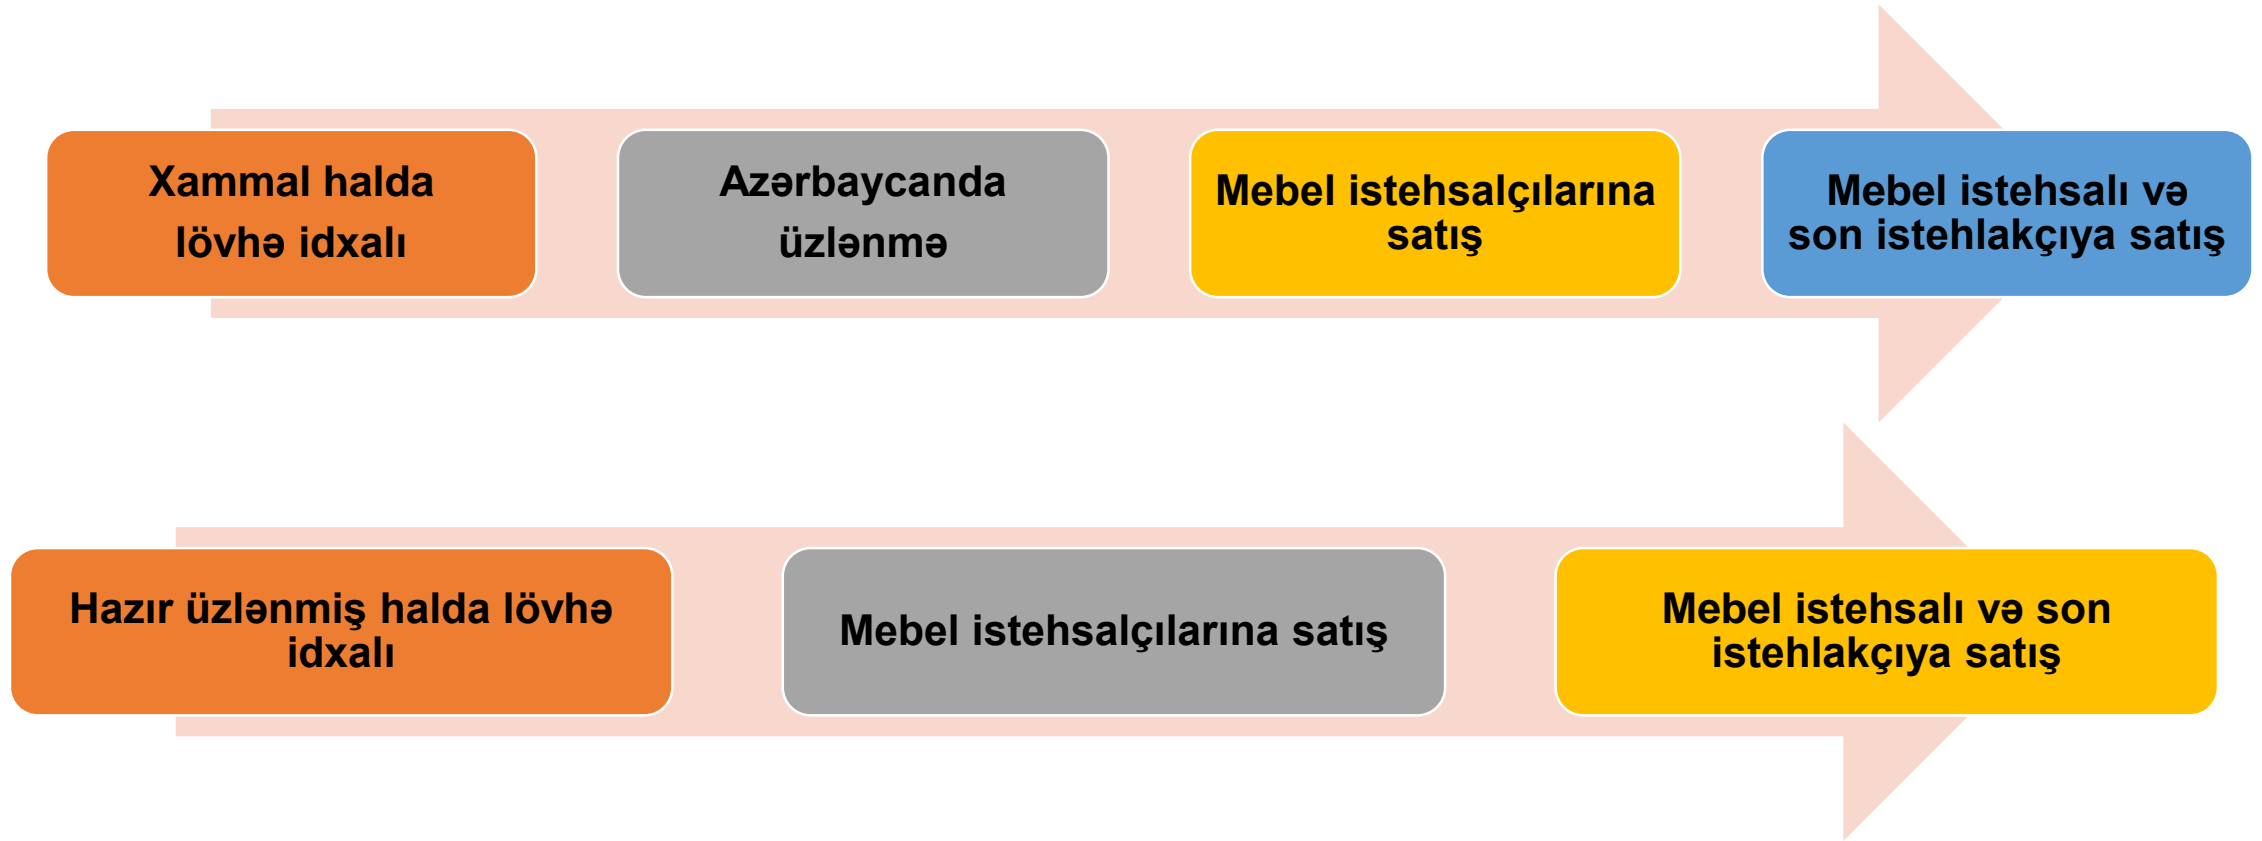 Xammal halda
lövhə idxalı
Azərbaycanda
üzlənmə
Mebel istehsalçılarına
satış
Mebel istehsalı və
son istehlakçıya satış
Hazır üzlənmiş halda lövhə
idxalı
Mebel istehsalçılarına satış
Mebel istehsalı və son
istehlakçıya satış